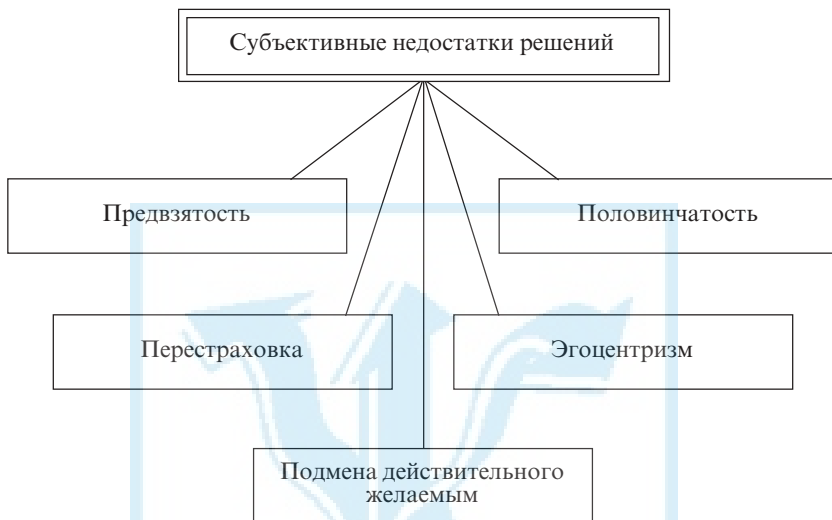 Субъективные недостатки решений
Предвзятость
Половинчатость
Перестраховка
Эгоцентризм
Подмена действительного
желаемым